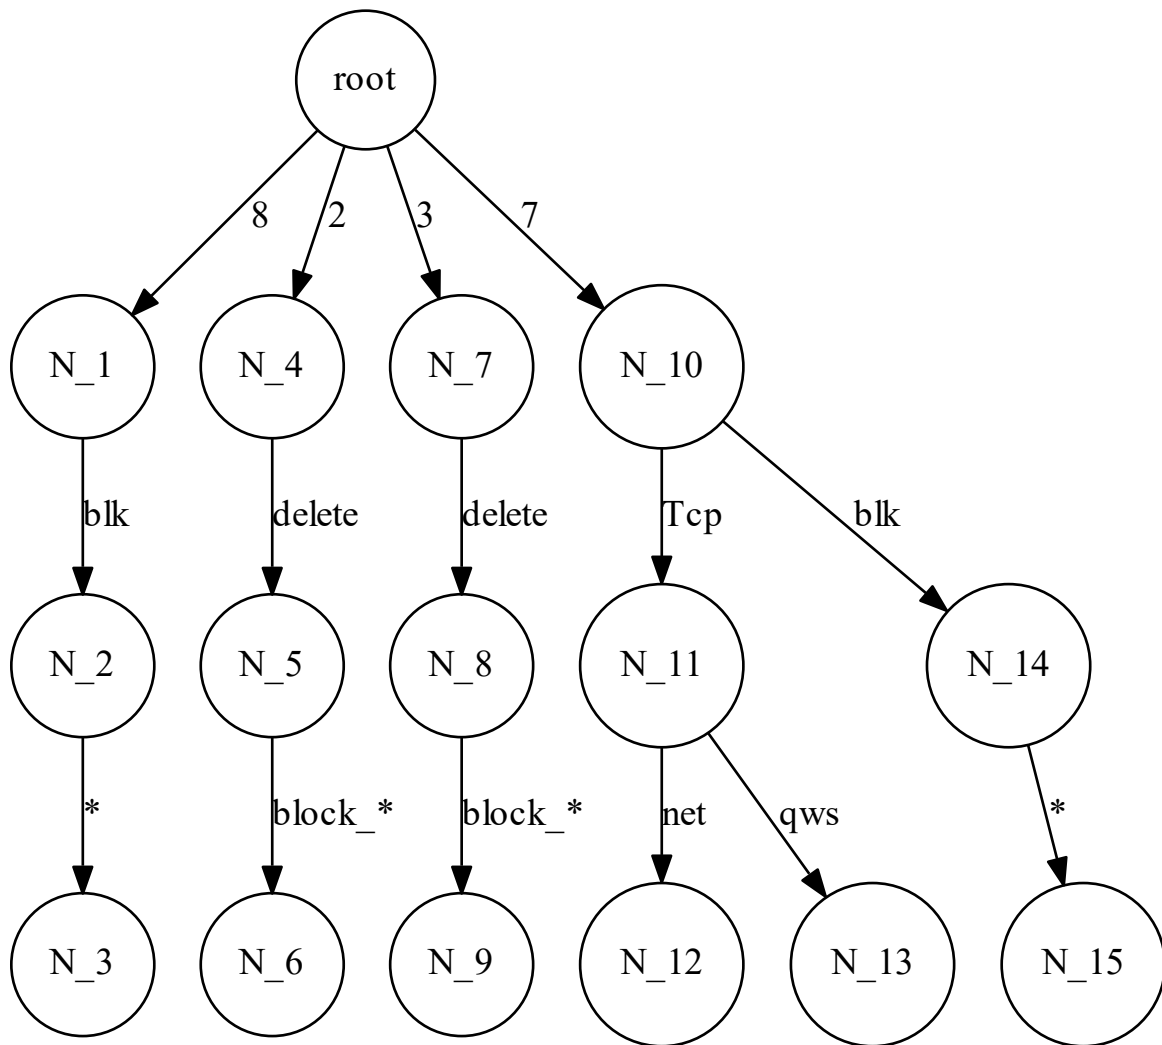 root
8 2 3 7
N_1 N_4 N_7 N_10
blk delete delete Tcp blk
N_2 N_5 N_8 N_11 N_14
* block_* block_* net qws *
N_3 N_6 N_9 N_12 N_13 N_15